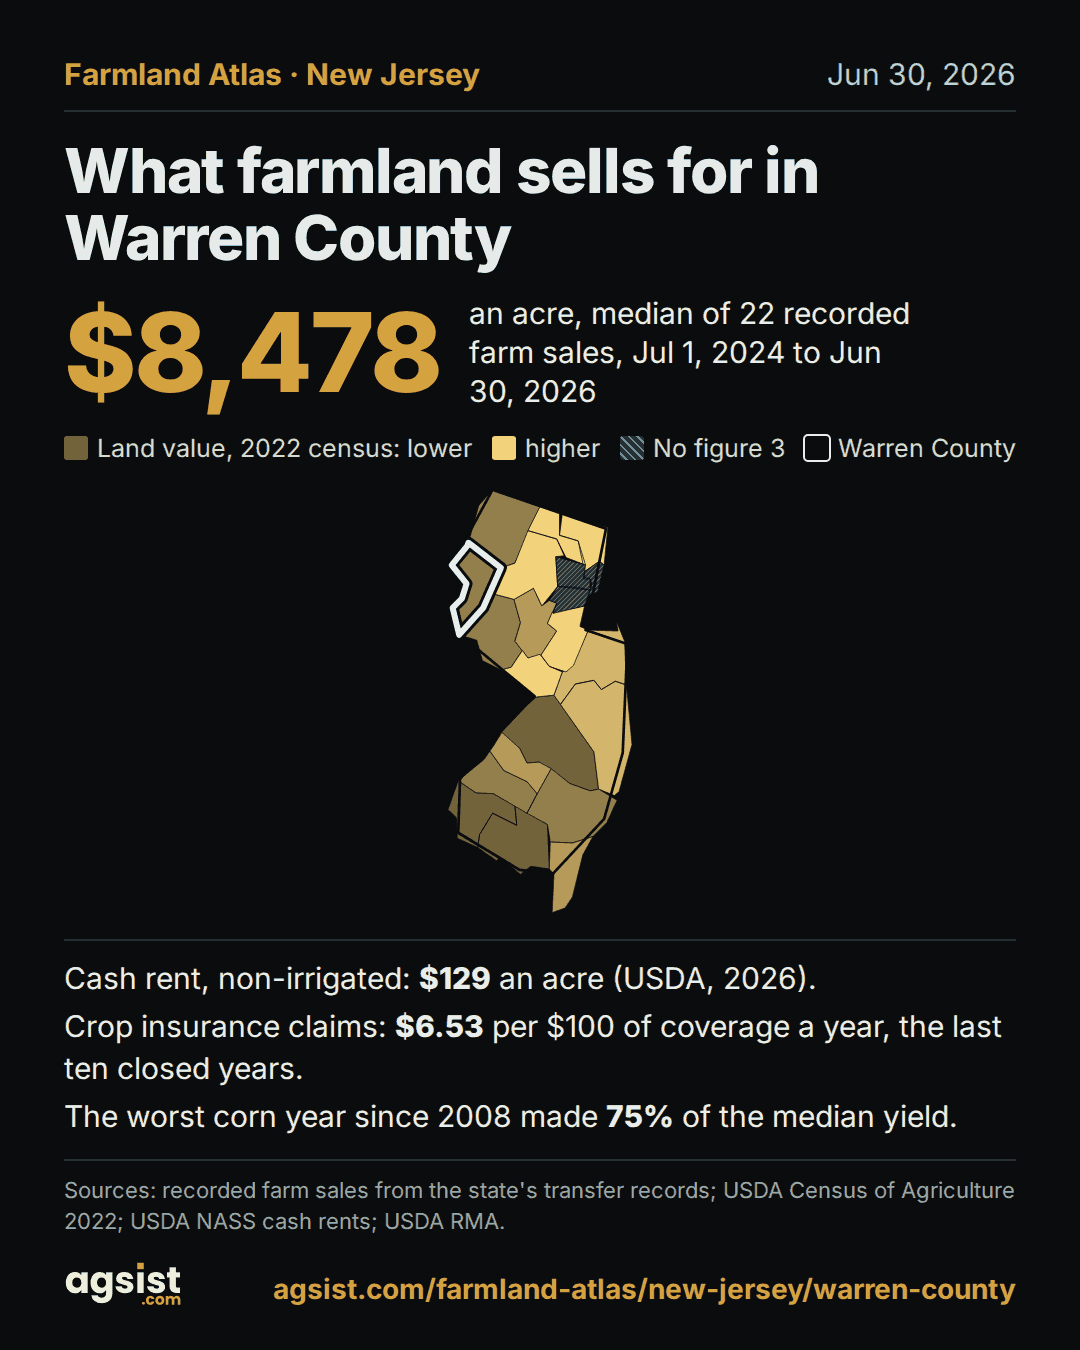 Farmland Atlas · New Jersey
Jun 30, 2026
What farmland sells for in
Warren County
$8,478
an acre, median of 22 recorded
farm sales, Jul 1, 2024 to Jun
30, 2026
Land value, 2022 census: lower
higher
No figure 3
Warren County
Cash rent, non-irrigated: $129 an acre (USDA, 2026).
Crop insurance claims: $6.53 per $100 of coverage a year, the last
ten closed years.
The worst corn year since 2008 made 75% of the median yield.
Sources: recorded farm sales from the state's transfer records; USDA Census of Agriculture
2022; USDA NASS cash rents; USDA RMA.
agsist
.com
agsist.com/farmland-atlas/new-jersey/warren-county